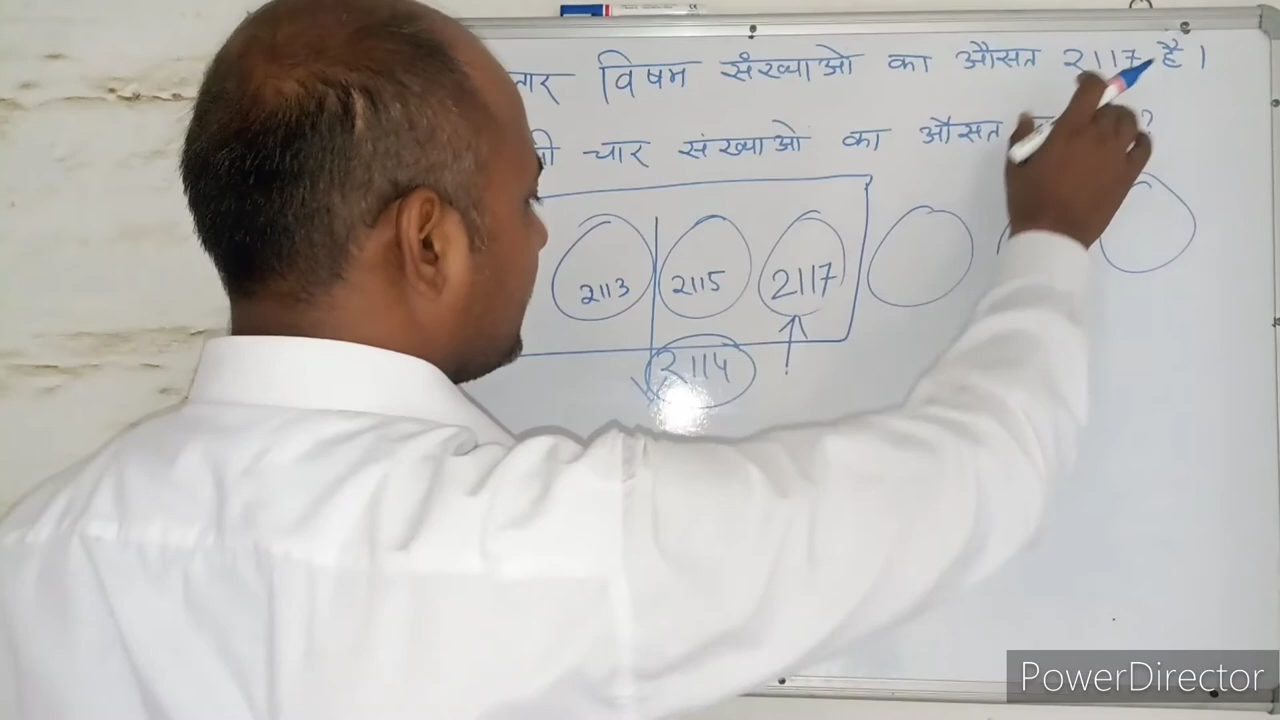 विषम संख्याओ का औसत 2117 है।
चार संख्याओ का औसत ?
2113 2115 2117
2114
PowerDirector